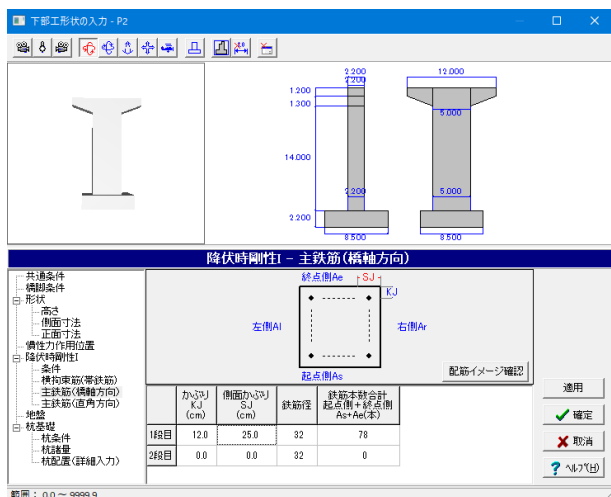 下部工形状の入力 - P2
2.200
2.200
12.000
1.200
1.300
5.000
14.000
2.200
5.000
2.200
8.500
8.500
降伏時剛性I - 主鉄筋(橋軸方向)
共通条件
橋脚条件
形状
高さ
側面寸法
正面寸法
慣性力作用位置
降伏時剛性I
条件
横拘束筋(帯鉄筋)
主鉄筋(橋軸方向)
主鉄筋(直角方向)
地盤
杭基礎
杭条件
杭諸量
杭配置(詳細入力)
終点側Ae
SJ
KJ
左側Al
右側Ar
起点側As
配筋イメージ確認
かぶり KJ (cm) 側面かぶり SJ (cm) 鉄筋径 鉄筋本数合計 起点側+終点側 As+Ae(本)
1段目 12.0 25.0 32 78
2段目 0.0 0.0 32 0
適用
確定
取消
ヘルプ(H)
範囲: 0.0 ~ 9999.9